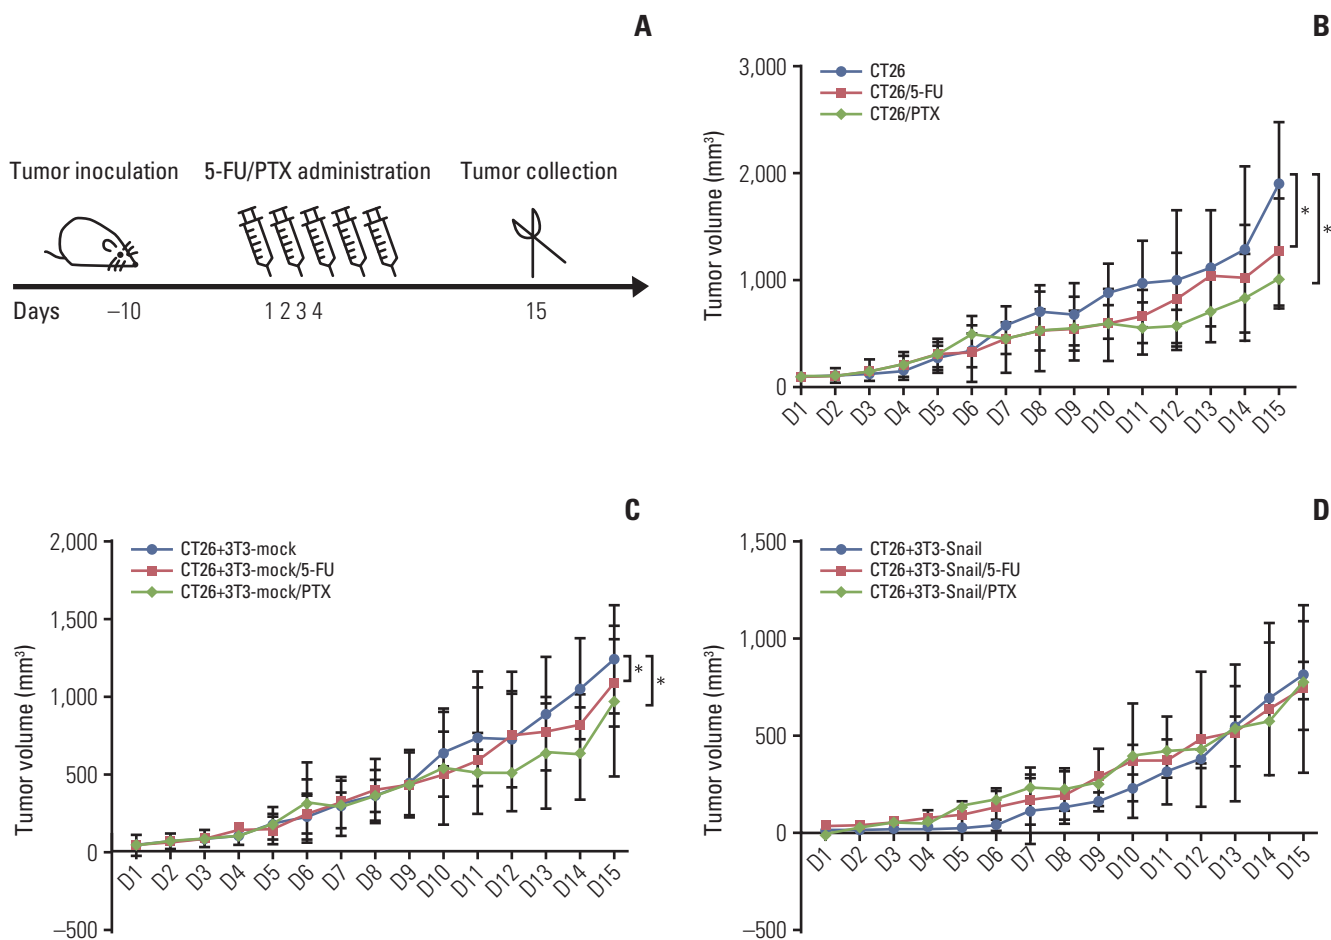 A
Tumor inoculation 5-FU/PTX administration Tumor collection
Days –10 1 2 3 4 15
B
CT26
CT26/5-FU
CT26/PTX
Tumor volume (mm³)
3,000
2,000
1,000
0
D1 D2 D3 D4 D5 D6 D7 D8 D9 D10 D11 D12 D13 D14 D15
*
*
C
CT26+3T3-mock
CT26+3T3-mock/5-FU
CT26+3T3-mock/PTX
Tumor volume (mm³)
2,000
1,500
1,000
500
0
–500
D1 D2 D3 D4 D5 D6 D7 D8 D9 D10 D11 D12 D13 D14 D15
*
*
D
CT26+3T3-Snail
CT26+3T3-Snail/5-FU
CT26+3T3-Snail/PTX
Tumor volume (mm³)
1,500
1,000
500
0
–500
D1 D2 D3 D4 D5 D6 D7 D8 D9 D10 D11 D12 D13 D14 D15